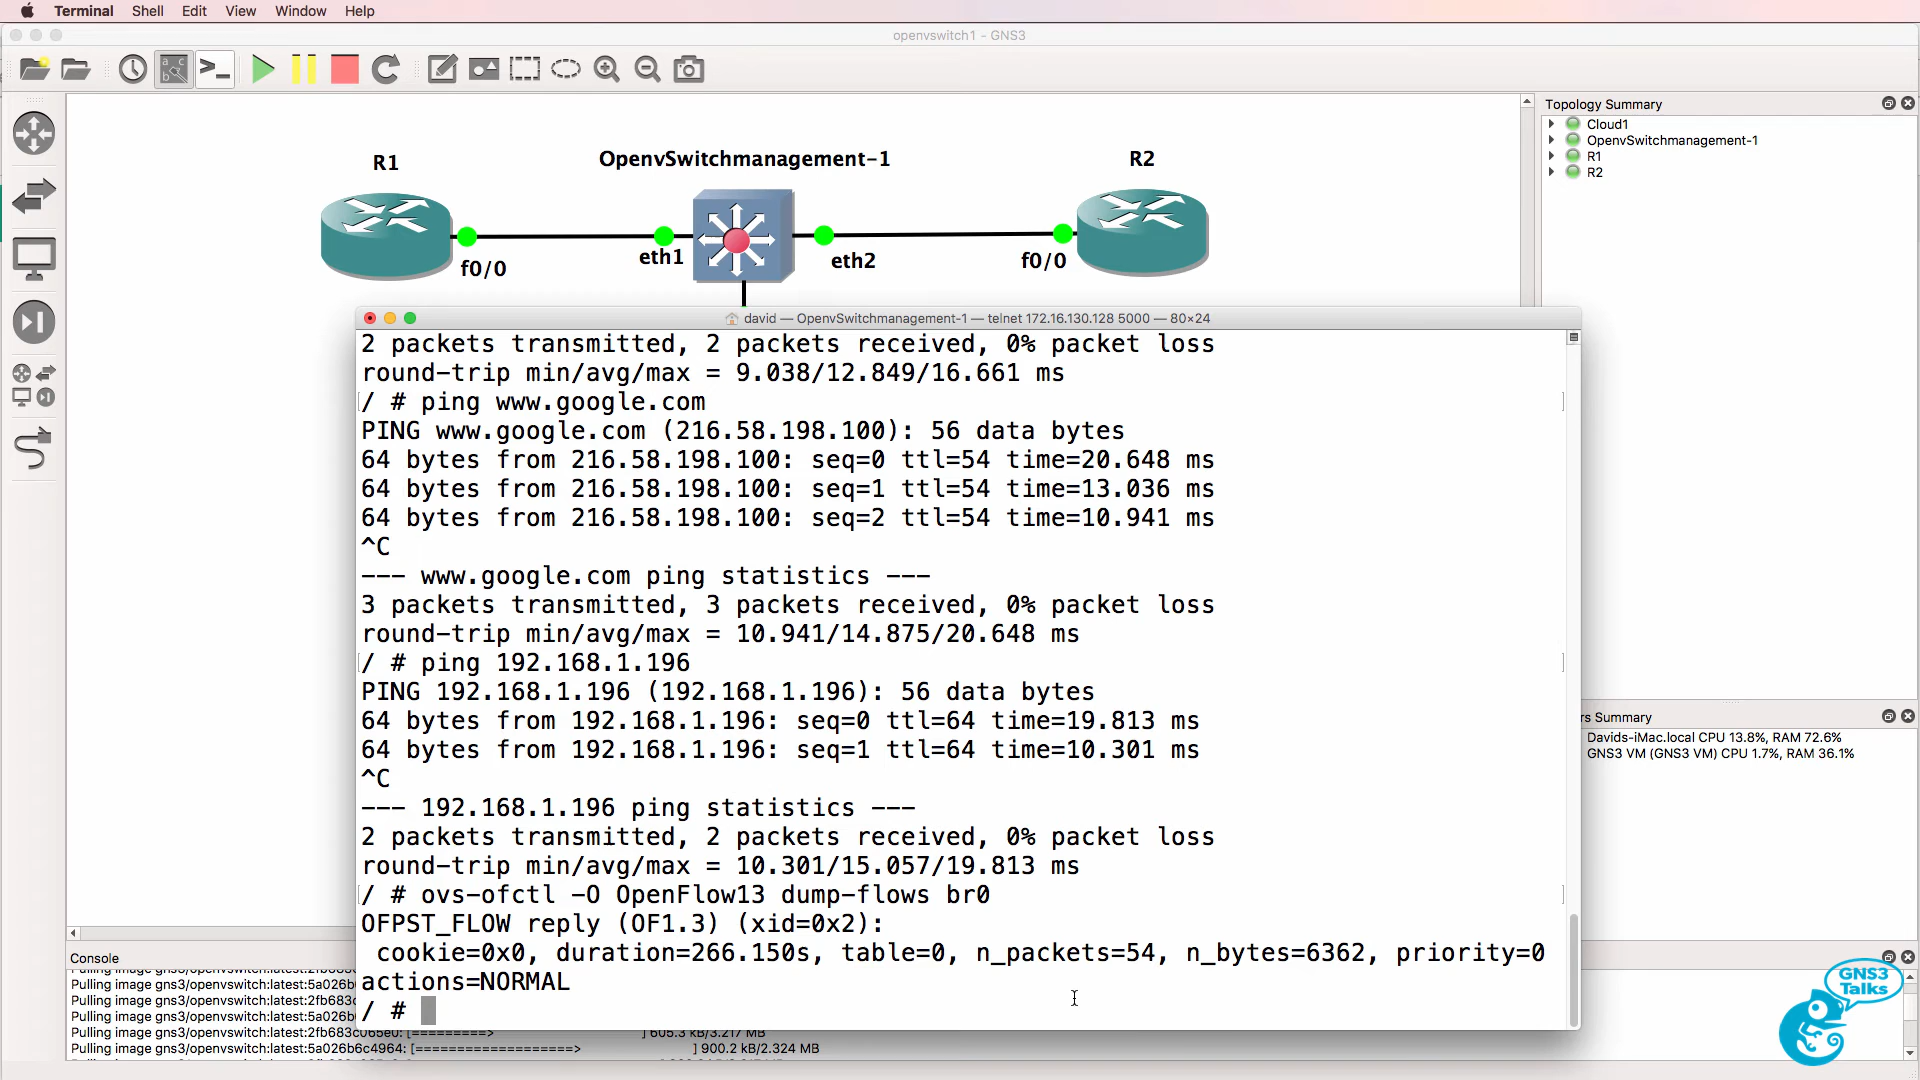 Terminal Shell Edit View Window Help
openvswitch1 - GNS3
Topology Summary
Cloud1
OpenvSwitchmanagement-1
R1
R2
R1
OpenvSwitchmanagement-1
R2
f0/0
eth1
eth2
f0/0
david — OpenvSwitchmanagement-1 — telnet 172.16.130.128 5000 — 80×24
2 packets transmitted, 2 packets received, 0% packet loss
round-trip min/avg/max = 9.038/12.849/16.661 ms
/ # ping www.google.com
PING www.google.com (216.58.198.100): 56 data bytes
64 bytes from 216.58.198.100: seq=0 ttl=54 time=20.648 ms
64 bytes from 216.58.198.100: seq=1 ttl=54 time=13.036 ms
64 bytes from 216.58.198.100: seq=2 ttl=54 time=10.941 ms
^C
--- www.google.com ping statistics ---
3 packets transmitted, 3 packets received, 0% packet loss
round-trip min/avg/max = 10.941/14.875/20.648 ms
/ # ping 192.168.1.196
PING 192.168.1.196 (192.168.1.196): 56 data bytes
64 bytes from 192.168.1.196: seq=0 ttl=64 time=19.813 ms
64 bytes from 192.168.1.196: seq=1 ttl=64 time=10.301 ms
^C
--- 192.168.1.196 ping statistics ---
2 packets transmitted, 2 packets received, 0% packet loss
round-trip min/avg/max = 10.301/15.057/19.813 ms
/ # ovs-ofctl -O OpenFlow13 dump-flows br0
OFPST_FLOW reply (OF1.3) (xid=0x2):
cookie=0x0, duration=266.150s, table=0, n_packets=54, n_bytes=6362, priority=0
actions=NORMAL
/ #
rs Summary
Davids-iMac.local CPU 13.8%, RAM 72.6%
GNS3 VM (GNS3 VM) CPU 1.7%, RAM 36.1%
Console
Pulling image gns3/openvswitch:latest:2fb683c065e0
Pulling image gns3/openvswitch:latest:5a026b
Pulling image gns3/openvswitch:latest:2fb683
Pulling image gns3/openvswitch:latest:5a026b
Pulling image gns3/openvswitch:latest:2fb683c065e0: [=========> ] 605.3 kB/3.217 MB
Pulling image gns3/openvswitch:latest:5a026b6c4964: [===================> ] 900.2 kB/2.324 MB
GNS3
Talks